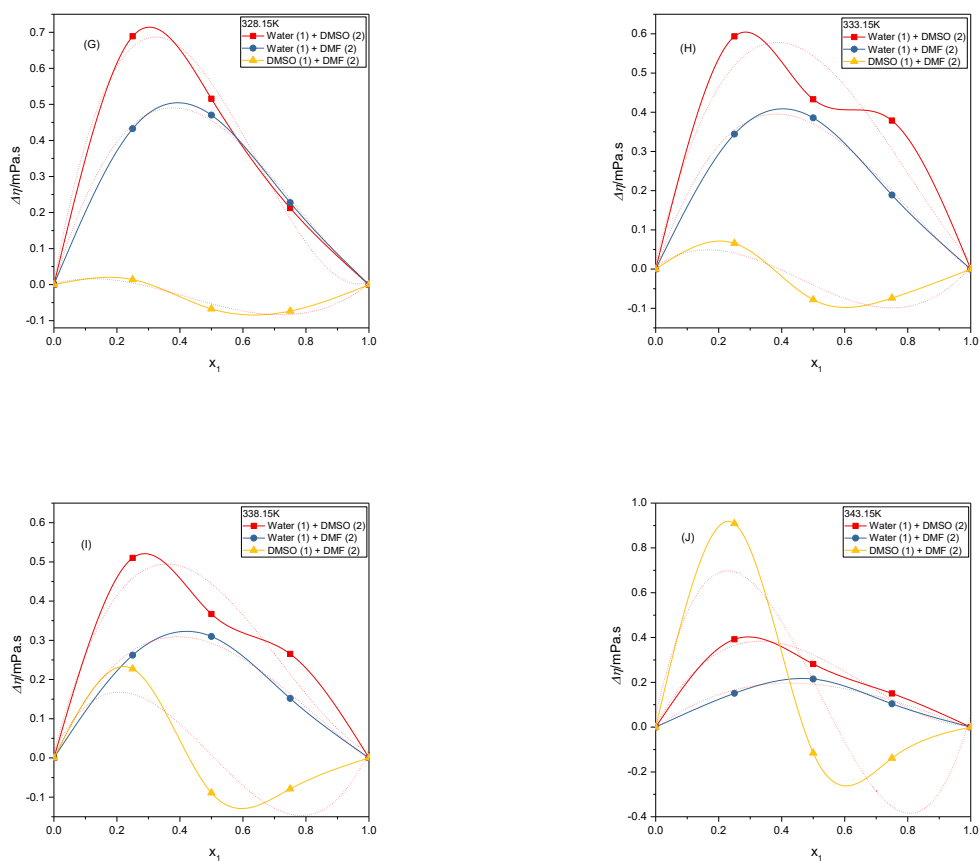 (G)
328.15K
Water (1) + DMSO (2)
Water (1) + DMF (2)
DMSO (1) + DMF (2)
Δη/mPa.s
0.7
0.6
0.5
0.4
0.3
0.2
0.1
0.0
-0.1
0.0 0.2 0.4 0.6 0.8 1.0
x1
(H)
333.15K
Water (1) + DMSO (2)
Water (1) + DMF (2)
DMSO (1) + DMF (2)
Δη/mPa.s
0.6
0.5
0.4
0.3
0.2
0.1
0.0
-0.1
0.0 0.2 0.4 0.6 0.8 1.0
x1
(I)
338.15K
Water (1) + DMSO (2)
Water (1) + DMF (2)
DMSO (1) + DMF (2)
Δη/mPa.s
0.6
0.5
0.4
0.3
0.2
0.1
0.0
-0.1
0.0 0.2 0.4 0.6 0.8 1.0
x1
(J)
343.15K
Water (1) + DMSO (2)
Water (1) + DMF (2)
DMSO (1) + DMF (2)
Δη/mPa.s
1.0
0.8
0.6
0.4
0.2
0.0
-0.2
-0.4
0.0 0.2 0.4 0.6 0.8 1.0
x1